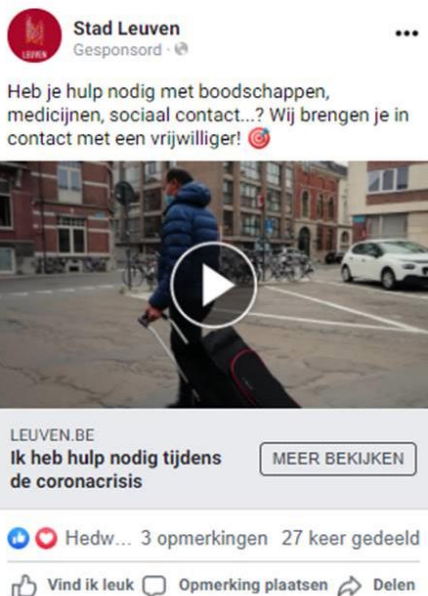 LEUVEN
Stad Leuven
Gesponsord ·
Heb je hulp nodig met boodschappen,
medicijnen, sociaal contact...? Wij brengen je in
contact met een vrijwilliger! 🎯
LEUVEN.BE
Ik heb hulp nodig tijdens
de coronacrisis
MEER BEKIJKEN
Hedw... 3 opmerkingen 27 keer gedeeld
Vind ik leuk Opmerking plaatsen Delen